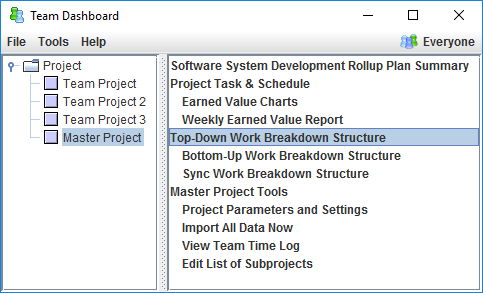 Team Dashboard
File Tools Help
Everyone
Project
Team Project
Team Project 2
Team Project 3
Master Project
Software System Development Rollup Plan Summary
Project Task & Schedule
Earned Value Charts
Weekly Earned Value Report
Top-Down Work Breakdown Structure
Bottom-Up Work Breakdown Structure
Sync Work Breakdown Structure
Master Project Tools
Project Parameters and Settings
Import All Data Now
View Team Time Log
Edit List of Subprojects